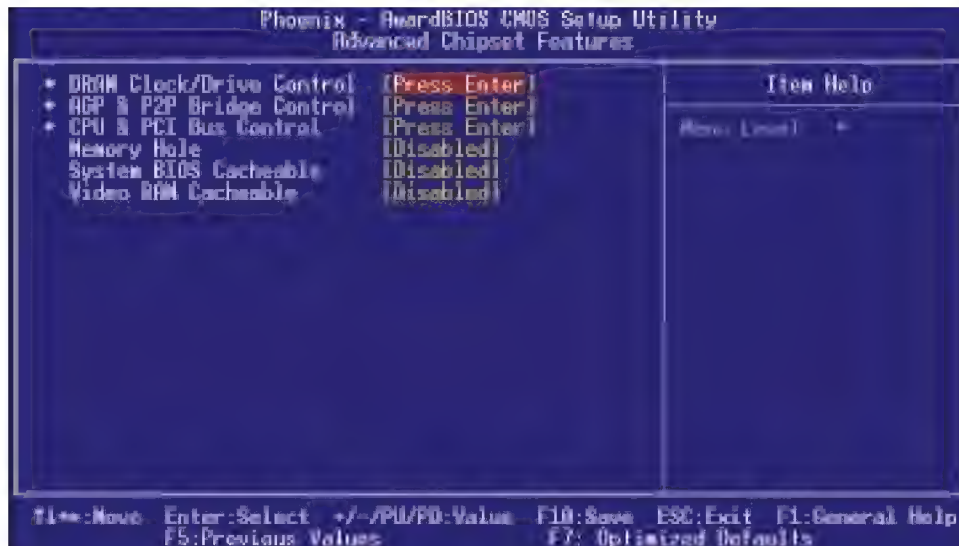 Phoenix - AwardBIOS CMOS Setup Utility
Advanced Chipset Features
DRAM Clock/Drive Control [Press Enter]
AGP & P2P Bridge Control [Press Enter]
CPU & PCI Bus Control [Press Enter]
Memory Hole [Disabled]
System BIOS Cacheable [Disabled]
Video RAM Cacheable [Disabled]
Item Help
Menu Level
:Move Enter:Select +/-/PU/PD:Value F10:Save ESC:Exit F1:General Help
F5:Previous Values F7: Optimized Defaults